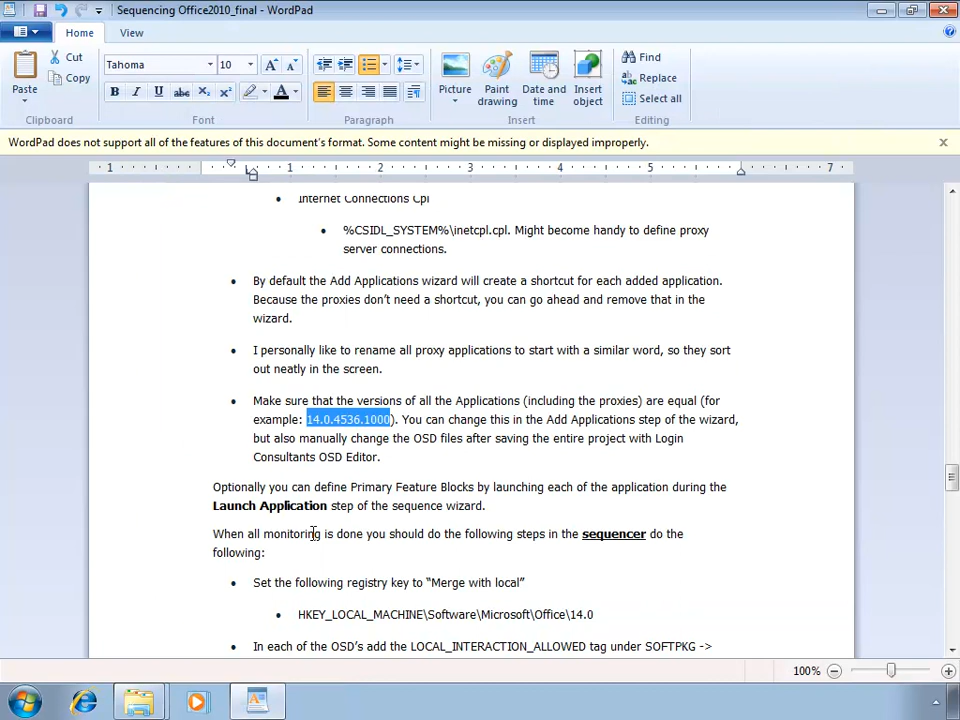 Sequencing Office2010_final - WordPad
Home
View
Paste
Cut
Copy
Clipboard
Tahoma
10
Font
Paragraph
Picture
Paint drawing
Date and time
Insert object
Insert
Find
Replace
Select all
Editing
WordPad does not support all of the features of this document's format. Some content might be missing or displayed improperly.
1 1 2 3 4 5 7
Internet Connections Cpl
%CSIDL_SYSTEM%\inetcpl.cpl. Might become handy to define proxy
server connections.
By default the Add Applications wizard will create a shortcut for each added application.
Because the proxies don't need a shortcut, you can go ahead and remove that in the
wizard.
I personally like to rename all proxy applications to start with a similar word, so they sort
out neatly in the screen.
Make sure that the versions of all the Applications (including the proxies) are equal (for
example: 14.0.4536.1000). You can change this in the Add Applications step of the wizard,
but also manually change the OSD files after saving the entire project with Login
Consultants OSD Editor.
Optionally you can define Primary Feature Blocks by launching each of the application during the
Launch Application step of the sequence wizard.
When all monitoring is done you should do the following steps in the sequencer do the
following:
Set the following registry key to “Merge with local”
HKEY_LOCAL_MACHINE\Software\Microsoft\Office\14.0
In each of the OSD's add the LOCAL_INTERACTION_ALLOWED tag under SOFTPKG ->
100%